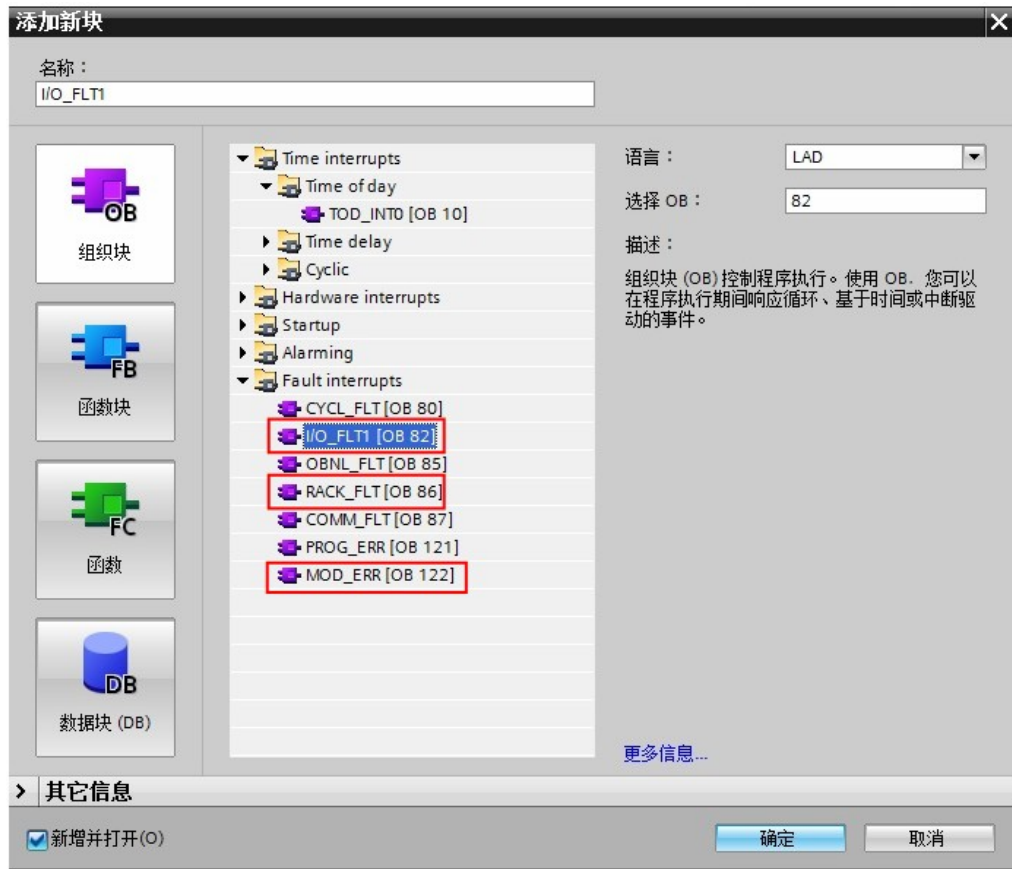 添加新块
名称：
I/O_FLT1
OB
组织块
FB
函数块
FC
函数
DB
数据块 (DB)
Time interrupts
Time of day
TOD_INT0 [OB 10]
Time delay
Cyclic
Hardware interrupts
Startup
Alarming
Fault interrupts
CYCL_FLT [OB 80]
I/O_FLT1 [OB 82]
OBNL_FLT [OB 85]
RACK_FLT [OB 86]
COMM_FLT [OB 87]
PROG_ERR [OB 121]
MOD_ERR [OB 122]
语言：
LAD
选择 OB：
82
描述：
组织块 (OB) 控制程序执行。使用 OB. 您可以
在程序执行期间响应循环、基于时间或中断驱
动的事件。
更多信息...
其它信息
新增并打开(O)
确定
取消